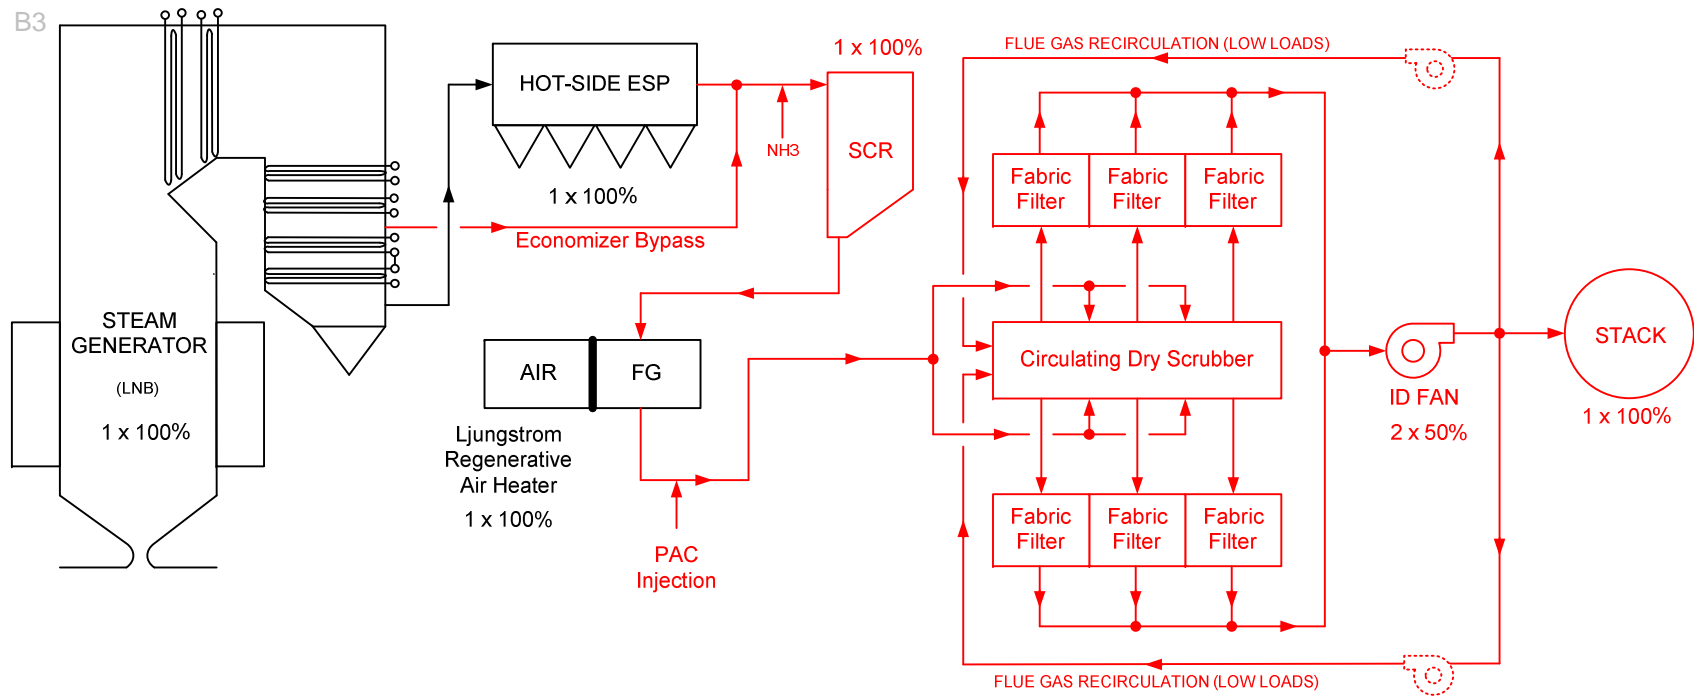 B3
STEAM
GENERATOR
(LNB)
1 x 100%
HOT-SIDE ESP
1 x 100%
Economizer Bypass
NH3
1 x 100%
SCR
AIR
FG
Ljungstrom
Regenerative
Air Heater
1 x 100%
PAC
Injection
FLUE GAS RECIRCULATION (LOW LOADS)
Fabric
Filter
Fabric
Filter
Fabric
Filter
Circulating Dry Scrubber
Fabric
Filter
Fabric
Filter
Fabric
Filter
FLUE GAS RECIRCULATION (LOW LOADS)
ID FAN
2 x 50%
STACK
1 x 100%